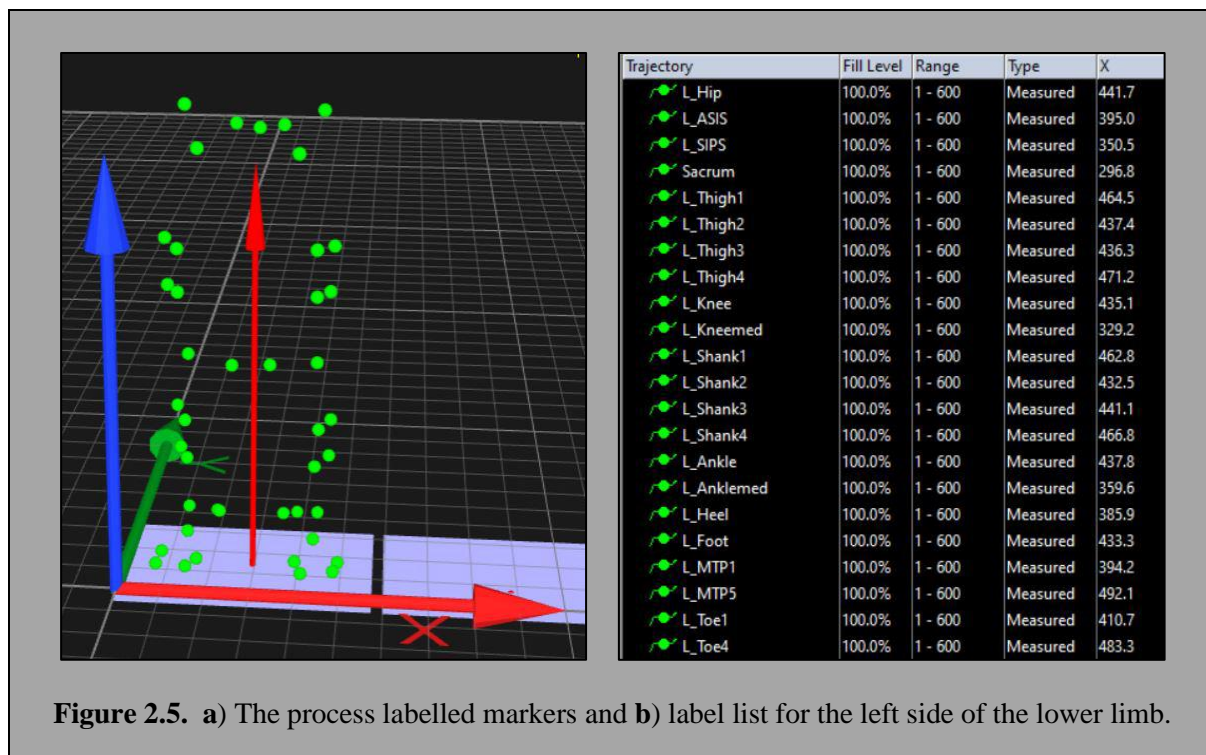 X
Trajectory Fill Level Range Type X
L_Hip 100.0% 1 - 600 Measured 441.7
L_ASIS 100.0% 1 - 600 Measured 395.0
L_SIPS 100.0% 1 - 600 Measured 350.5
Sacrum 100.0% 1 - 600 Measured 296.8
L_Thigh1 100.0% 1 - 600 Measured 464.5
L_Thigh2 100.0% 1 - 600 Measured 437.4
L_Thigh3 100.0% 1 - 600 Measured 436.3
L_Thigh4 100.0% 1 - 600 Measured 471.2
L_Knee 100.0% 1 - 600 Measured 435.1
L_Kneemed 100.0% 1 - 600 Measured 329.2
L_Shank1 100.0% 1 - 600 Measured 462.8
L_Shank2 100.0% 1 - 600 Measured 432.5
L_Shank3 100.0% 1 - 600 Measured 441.1
L_Shank4 100.0% 1 - 600 Measured 466.8
L_Ankle 100.0% 1 - 600 Measured 437.8
L_Anklemed 100.0% 1 - 600 Measured 359.6
L_Heel 100.0% 1 - 600 Measured 385.9
L_Foot 100.0% 1 - 600 Measured 433.3
L_MTP1 100.0% 1 - 600 Measured 394.2
L_MTP5 100.0% 1 - 600 Measured 492.1
L_Toe1 100.0% 1 - 600 Measured 410.7
L_Toe4 100.0% 1 - 600 Measured 483.3
Figure 2.5. a) The process labelled markers and b) label list for the left side of the lower limb.